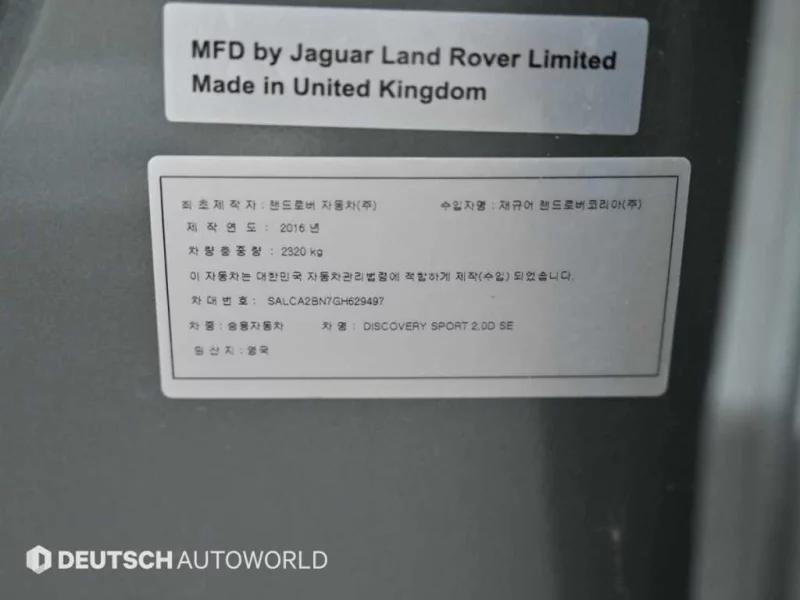 MFD by Jaguar Land Rover Limited
Made in United Kingdom
최초제작자 : 랜드로버 자동차(주) 수입자명 : 재규어 랜드로버코리아(주)
제 작 연 도 : 2016 년
차 량 총 중 량 : 2320 kg
이 자동차는 대한민국 자동차관리법령에 적합하게 제작(수입) 되었습니다.
차 대 번 호 : SALCA2BN7GH629497
차 종 : 승용자동차 차 명 : DISCOVERY SPORT 2.0D SE
원 산 지 : 영국
DEUTSCH AUTOWORLD